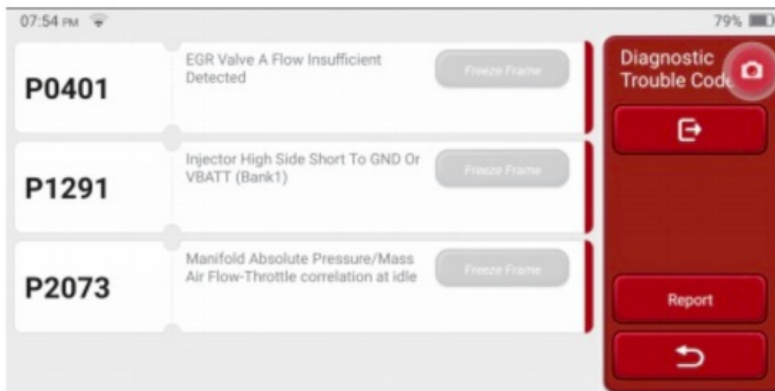 07:54 PM
79%
P0401
EGR Valve A Flow Insufficient
Detected
Freeze Frame
P1291
Injector High Side Short To GND Or
VBATT (Bank1)
Freeze Frame
P2073
Manifold Absolute Pressure/Mass
Air Flow-Throttle correlation at idle
Freeze Frame
Diagnostic
Trouble Code
Report